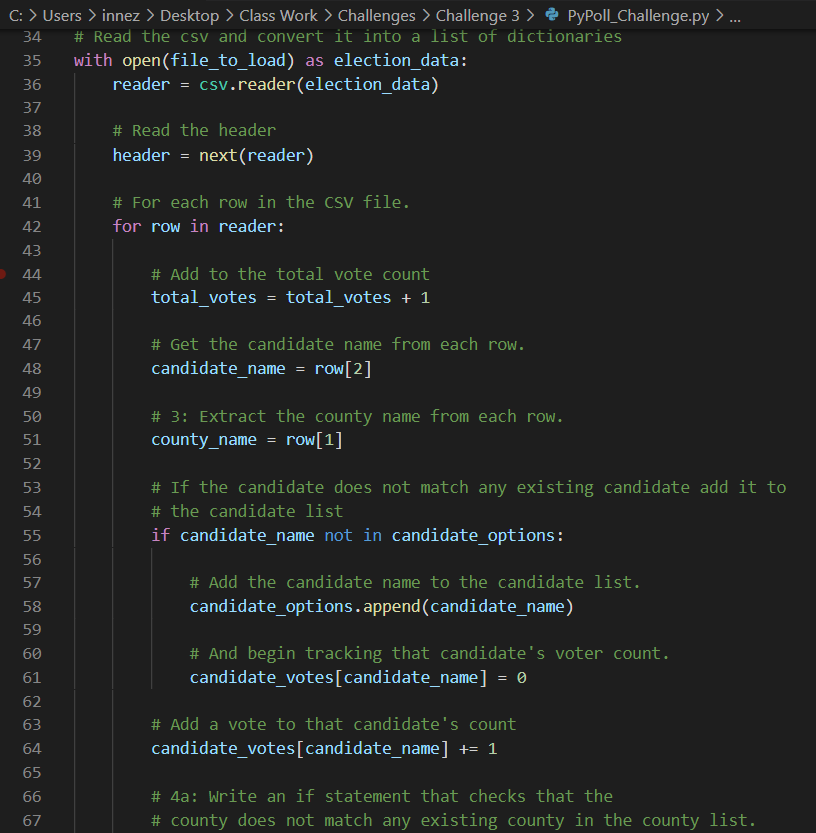 C: > Users > innez > Desktop > Class Work > Challenges > Challenge 3 > PyPoll_Challenge.py > ...
34 # Read the csv and convert it into a list of dictionaries
35 with open(file_to_load) as election_data:
36 reader = csv.reader(election_data)
37
38 # Read the header
39 header = next(reader)
40
41 # For each row in the CSV file.
42 for row in reader:
43
44 # Add to the total vote count
45 total_votes = total_votes + 1
46
47 # Get the candidate name from each row.
48 candidate_name = row[2]
49
50 # 3: Extract the county name from each row.
51 county_name = row[1]
52
53 # If the candidate does not match any existing candidate add it to
54 # the candidate list
55 if candidate_name not in candidate_options:
56
57 # Add the candidate name to the candidate list.
58 candidate_options.append(candidate_name)
59
60 # And begin tracking that candidate's voter count.
61 candidate_votes[candidate_name] = 0
62
63 # Add a vote to that candidate's count
64 candidate_votes[candidate_name] += 1
65
66 # 4a: Write an if statement that checks that the
67 # county does not match any existing county in the county list.